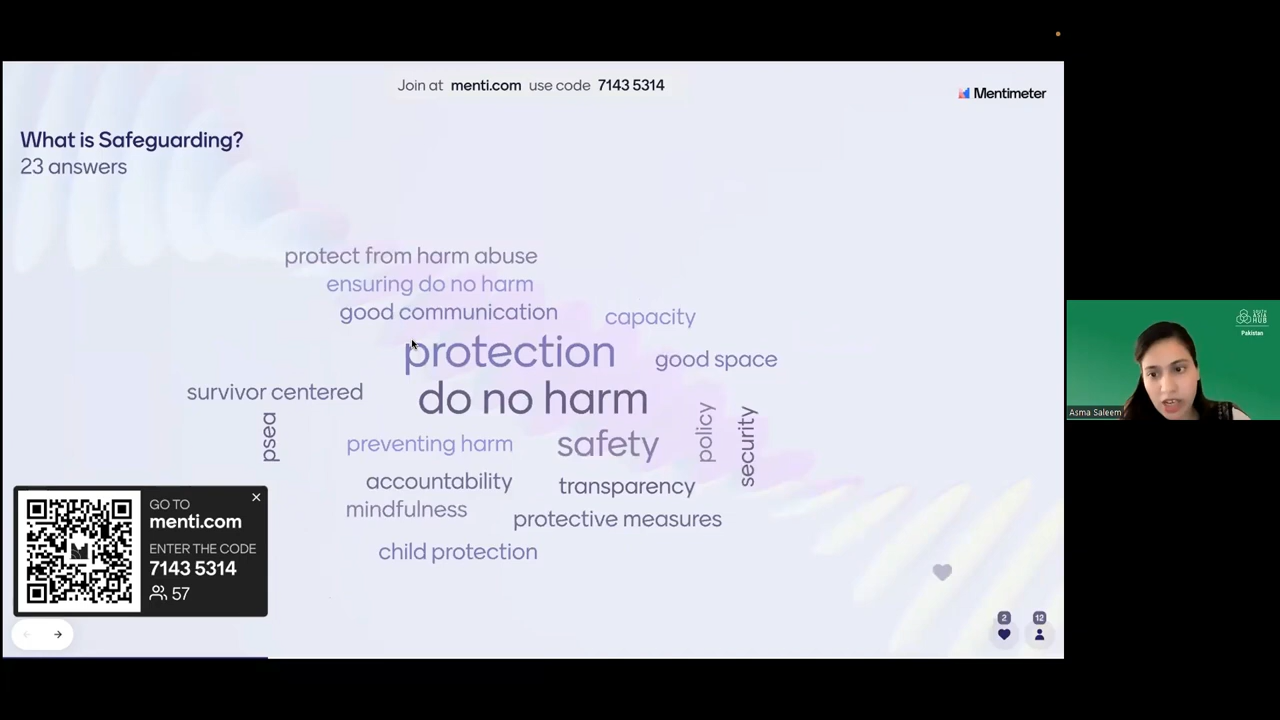 Join at menti.com use code 7143 5314
Mentimeter
What is Safeguarding?
23 answers
protect from harm abuse
ensuring do no harm
good communication
capacity
protection
good space
survivor centered
do no harm
psea
preventing harm
safety
policy
security
accountability
transparency
mindfulness
protective measures
child protection
GO TO
menti.com
ENTER THE CODE
7143 5314
57
2
12
HUB
Pakistan
Asma Saleem